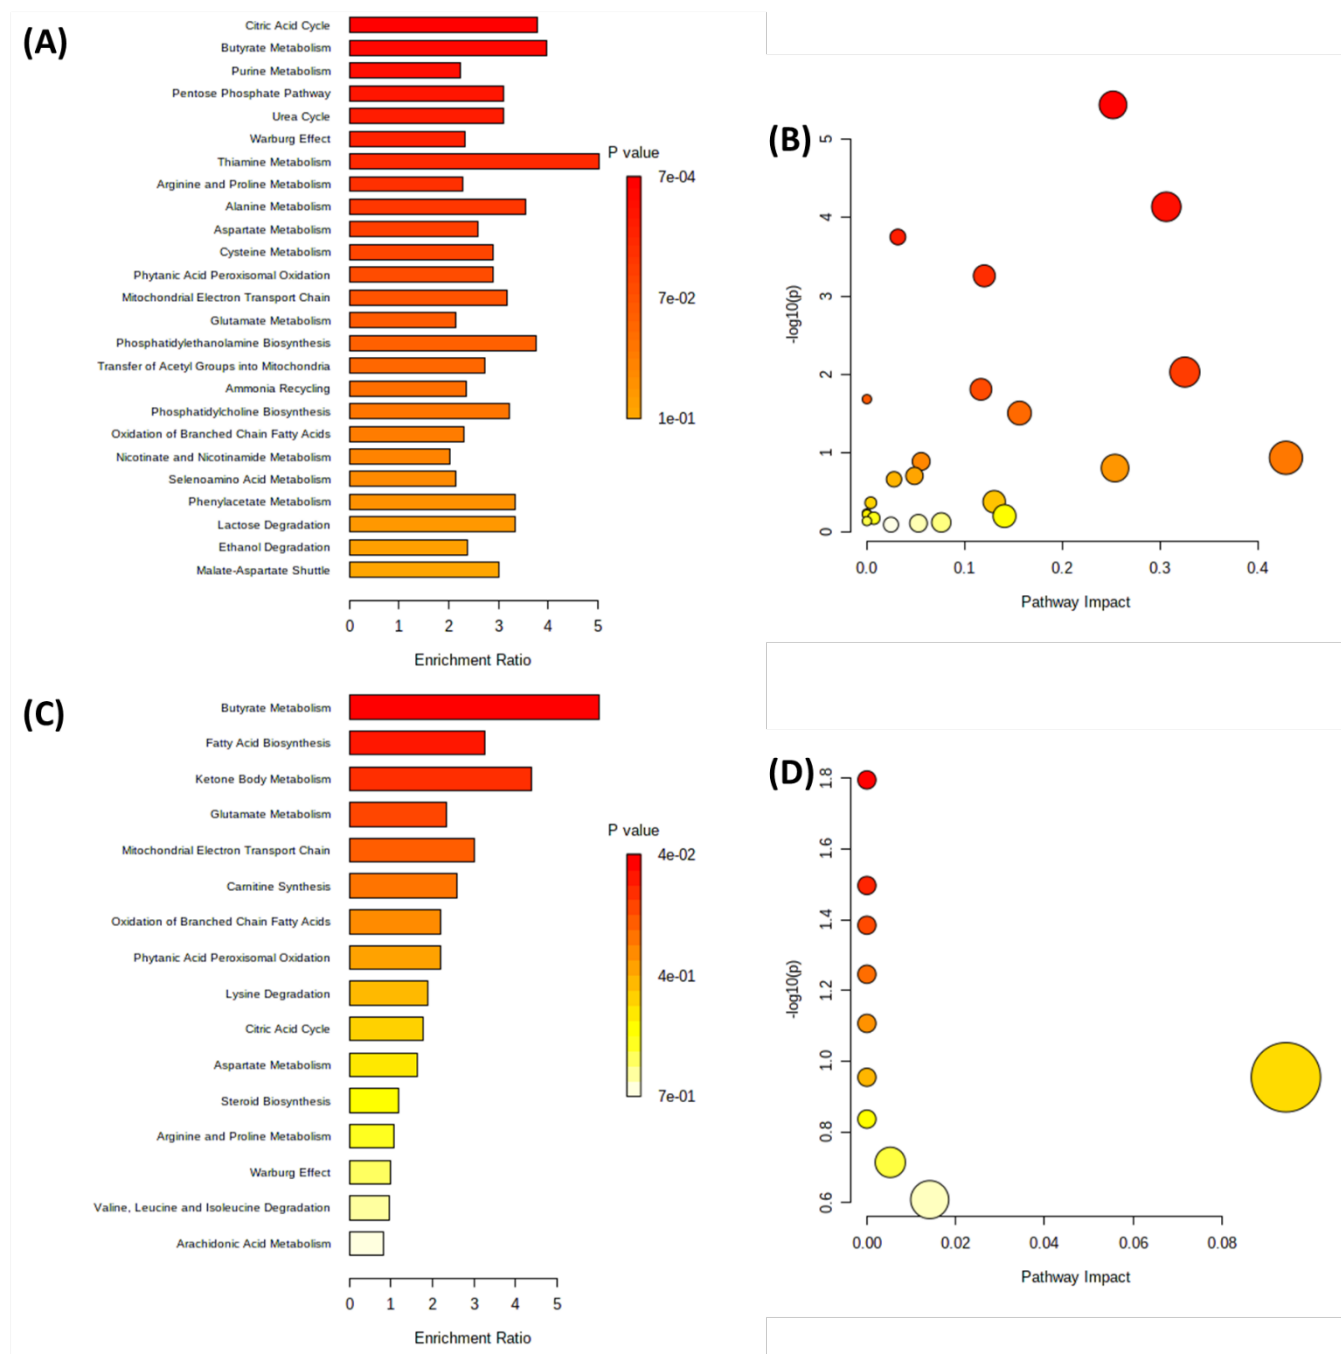 (A)
Citric Acid Cycle
Butyrate Metabolism
Purine Metabolism
Pentose Phosphate Pathway
Urea Cycle
Warburg Effect
Thiamine Metabolism
Arginine and Proline Metabolism
Alanine Metabolism
Aspartate Metabolism
Cysteine Metabolism
Phytanic Acid Peroxisomal Oxidation
Mitochondrial Electron Transport Chain
Glutamate Metabolism
Phosphatidylethanolamine Biosynthesis
Transfer of Acetyl Groups into Mitochondria
Ammonia Recycling
Phosphatidylcholine Biosynthesis
Oxidation of Branched Chain Fatty Acids
Nicotinate and Nicotinamide Metabolism
Selenoamino Acid Metabolism
Phenylacetate Metabolism
Lactose Degradation
Ethanol Degradation
Malate-Aspartate Shuttle
0 1 2 3 4 5
Enrichment Ratio
P value
7e-04
7e-02
1e-01
(B)
5
4
3
2
1
0
-log10(p)
0.0 0.1 0.2 0.3 0.4
Pathway Impact
(C)
Butyrate Metabolism
Fatty Acid Biosynthesis
Ketone Body Metabolism
Glutamate Metabolism
Mitochondrial Electron Transport Chain
Carnitine Synthesis
Oxidation of Branched Chain Fatty Acids
Phytanic Acid Peroxisomal Oxidation
Lysine Degradation
Citric Acid Cycle
Aspartate Metabolism
Steroid Biosynthesis
Arginine and Proline Metabolism
Warburg Effect
Valine, Leucine and Isoleucine Degradation
Arachidonic Acid Metabolism
0 1 2 3 4 5
Enrichment Ratio
P value
4e-02
4e-01
7e-01
(D)
1.8
1.6
1.4
1.2
1.0
0.8
0.6
-log10(p)
0.00 0.02 0.04 0.06 0.08
Pathway Impact